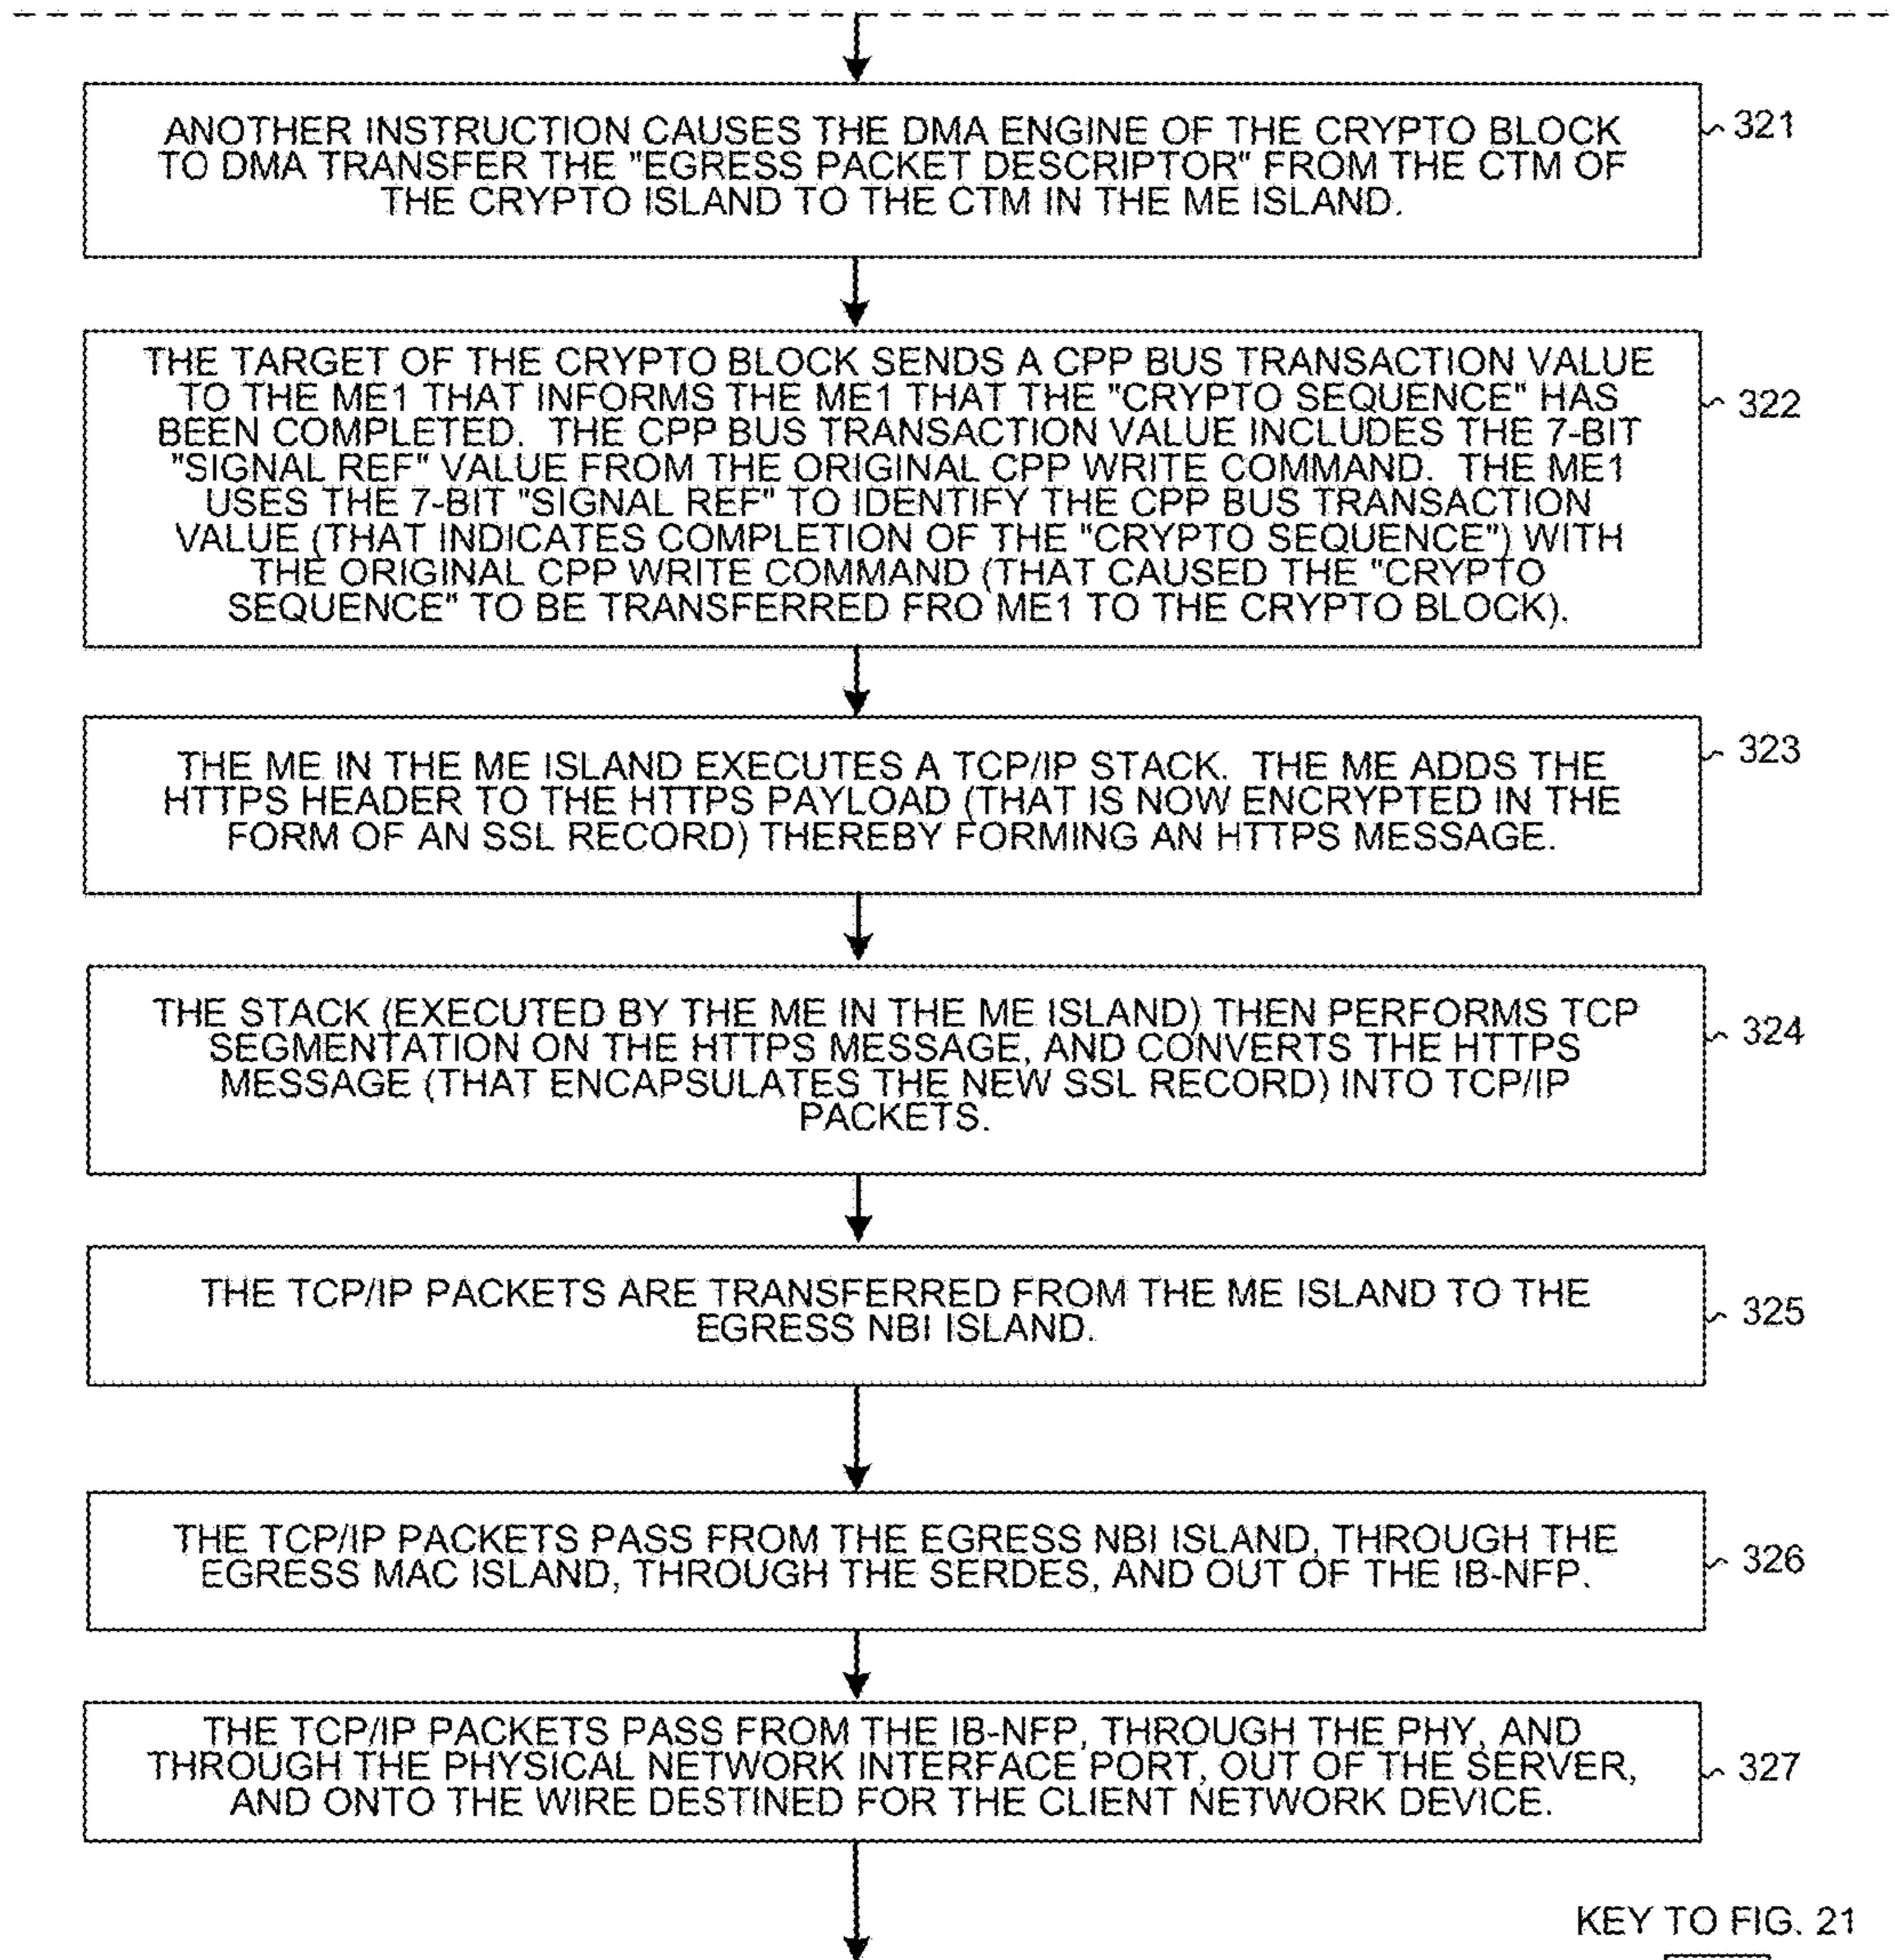 ANOTHER INSTRUCTION CAUSES THE DMA ENGINE OF THE CRYPTO BLOCK
TO DMA TRANSFER THE "EGRESS PACKET DESCRIPTOR" FROM THE CTM OF
THE CRYPTO ISLAND TO THE CTM IN THE ME ISLAND.
321
THE TARGET OF THE CRYPTO BLOCK SENDS A CPP BUS TRANSACTION VALUE
TO THE ME1 THAT INFORMS THE ME1 THAT THE "CRYPTO SEQUENCE" HAS
BEEN COMPLETED. THE CPP BUS TRANSACTION VALUE INCLUDES THE 7-BIT
"SIGNAL REF" VALUE FROM THE ORIGINAL CPP WRITE COMMAND. THE ME1
USES THE 7-BIT "SIGNAL REF" TO IDENTIFY THE CPP BUS TRANSACTION
VALUE (THAT INDICATES COMPLETION OF THE "CRYPTO SEQUENCE") WITH
THE ORIGINAL CPP WRITE COMMAND (THAT CAUSED THE "CRYPTO
SEQUENCE" TO BE TRANSFERRED FRO ME1 TO THE CRYPTO BLOCK).
322
THE ME IN THE ME ISLAND EXECUTES A TCP/IP STACK. THE ME ADDS THE
HTTPS HEADER TO THE HTTPS PAYLOAD (THAT IS NOW ENCRYPTED IN THE
FORM OF AN SSL RECORD) THEREBY FORMING AN HTTPS MESSAGE.
323
THE STACK (EXECUTED BY THE ME IN THE ME ISLAND) THEN PERFORMS TCP
SEGMENTATION ON THE HTTPS MESSAGE, AND CONVERTS THE HTTPS
MESSAGE (THAT ENCAPSULATES THE NEW SSL RECORD) INTO TCP/IP
PACKETS.
324
THE TCP/IP PACKETS ARE TRANSFERRED FROM THE ME ISLAND TO THE
EGRESS NBI ISLAND.
325
THE TCP/IP PACKETS PASS FROM THE EGRESS NBI ISLAND, THROUGH THE
EGRESS MAC ISLAND, THROUGH THE SERDES, AND OUT OF THE IB-NFP.
326
THE TCP/IP PACKETS PASS FROM THE IB-NFP, THROUGH THE PHY, AND
THROUGH THE PHYSICAL NETWORK INTERFACE PORT, OUT OF THE SERVER,
AND ONTO THE WIRE DESTINED FOR THE CLIENT NETWORK DEVICE.
327
KEY TO FIG. 21